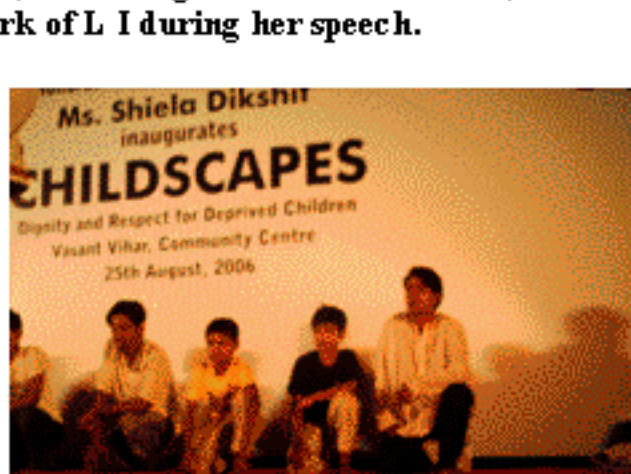 rk of L I during her speech.
Ms. Shiela Dikshit
inaugurates
CHILDSCAPES
Dignity and Respect for Deprived Children
Vasant Vihar, Community Centre
25th August, 2006